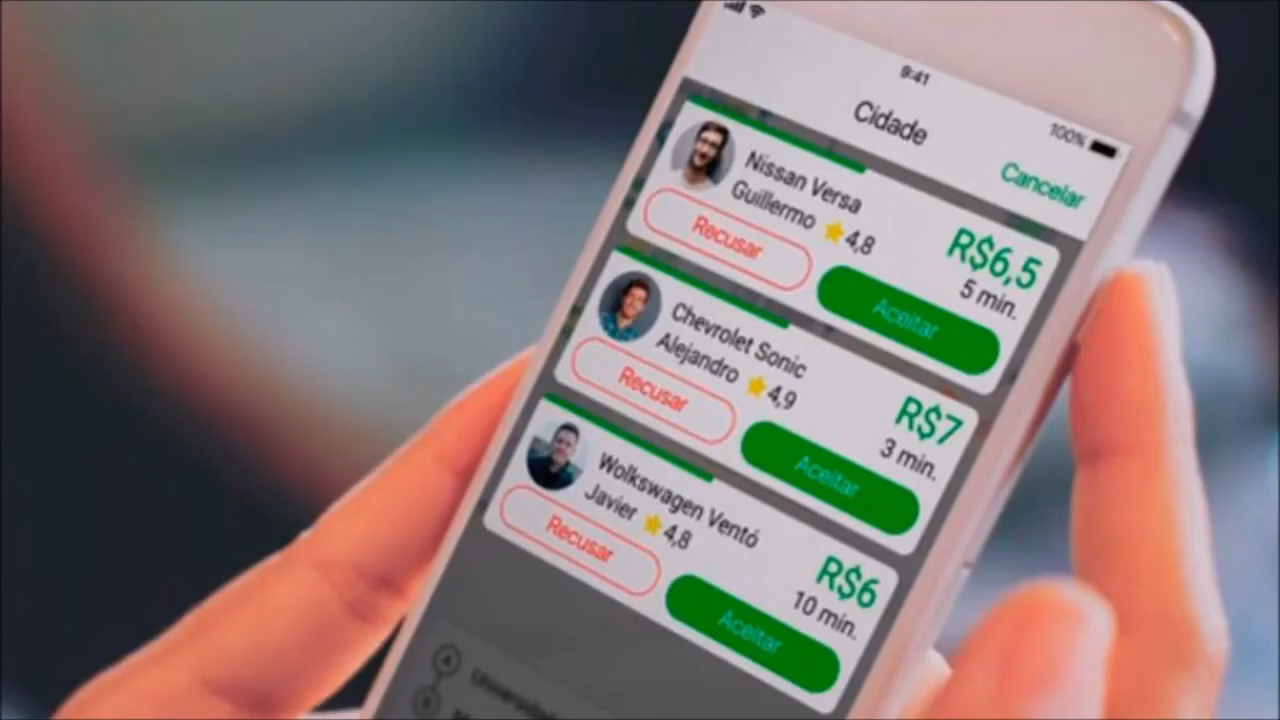 9:41
100%
Cidade
Cancelar
Nissan Versa
Guillermo 4,8
R$6,5
5 min.
Recusar
Aceitar
Chevrolet Sonic
Alejandro 4,9
R$7
3 min.
Recusar
Aceitar
Wolkswagen Ventó
Javier 4,8
R$6
10 min.
Recusar
Aceitar
A